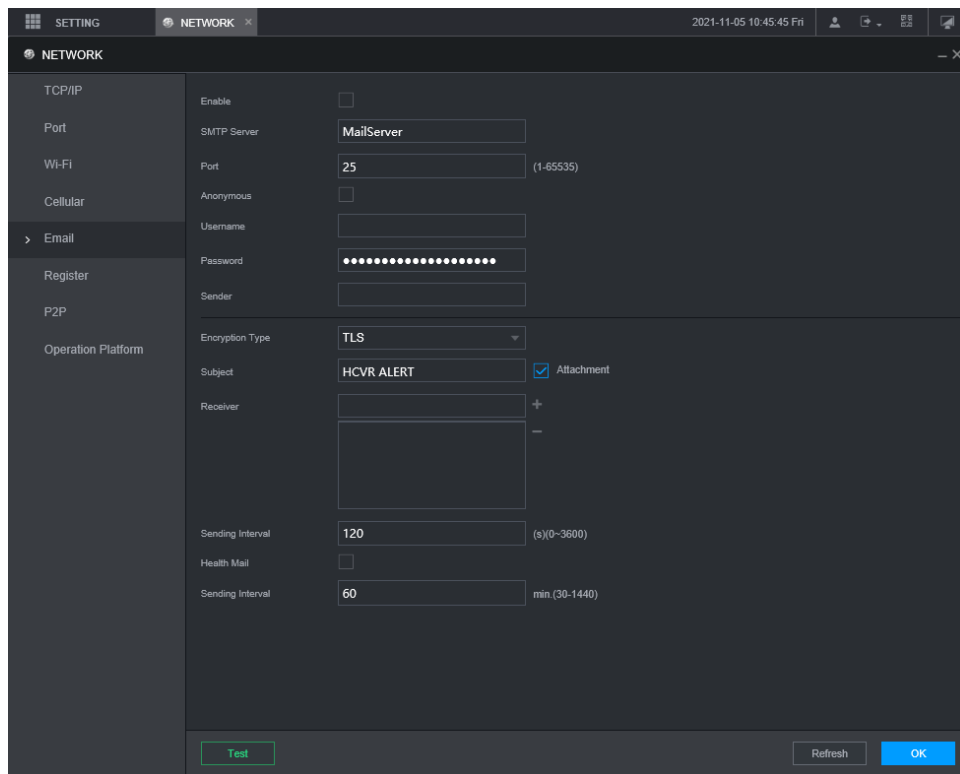 SETTING
NETWORK ×
2021-11-05 10:45:45 Fri
NETWORK
TCP/IP
Port
Wi-Fi
Cellular
Email
Register
P2P
Operation Platform
Enable
SMTP Server MailServer
Port 25 (1-65535)
Anonymous
Username
Password ••••••••••••••••••••
Sender
Encryption Type TLS
Subject HCVR ALERT Attachment
Receiver
Sending Interval 120 (s)(0~3600)
Health Mail
Sending Interval 60 min.(30-1440)
Test Refresh OK